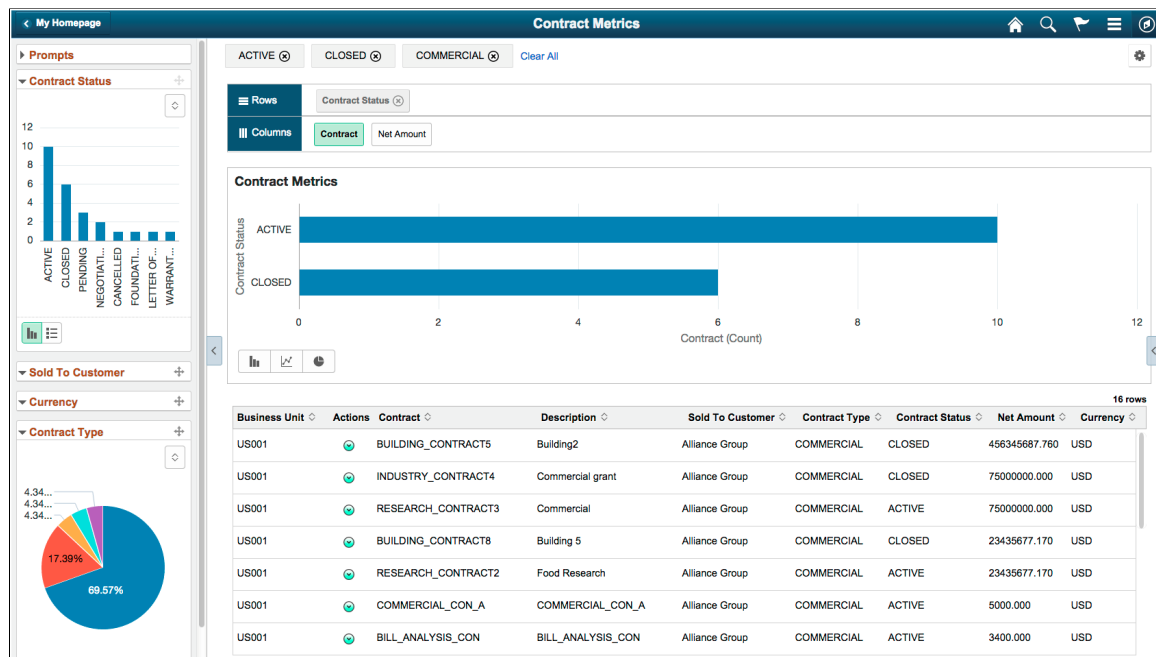 My Homepage
Contract Metrics
Prompts
Contract Status
12
10
8
6
4
2
0
ACTIVE
CLOSED
PENDING
NEGOTIATI...
CANCELLED
FOUNDATI...
LETTER OF...
WARRANT...
Sold To Customer
Currency
Contract Type
4.34...
4.34...
4.34...
17.39%
69.57%
ACTIVE CLOSED COMMERCIAL Clear All
Rows Contract Status
Columns Contract Net Amount
Contract Metrics
Contract Status
ACTIVE
CLOSED
0 2 4 6 8 10 12
Contract (Count)
16 rows
Business Unit Actions Contract Description Sold To Customer Contract Type Contract Status Net Amount Currency
US001 BUILDING_CONTRACT5 Building2 Alliance Group COMMERCIAL CLOSED 456345687.760 USD
US001 INDUSTRY_CONTRACT4 Commercial grant Alliance Group COMMERCIAL CLOSED 75000000.000 USD
US001 RESEARCH_CONTRACT3 Commercial Alliance Group COMMERCIAL ACTIVE 75000000.000 USD
US001 BUILDING_CONTRACT8 Building 5 Alliance Group COMMERCIAL CLOSED 23435677.170 USD
US001 RESEARCH_CONTRACT2 Food Research Alliance Group COMMERCIAL ACTIVE 23435677.170 USD
US001 COMMERCIAL_CON_A COMMERCIAL_CON_A Alliance Group COMMERCIAL ACTIVE 5000.000 USD
US001 BILL_ANALYSIS_CON BILL_ANALYSIS_CON Alliance Group COMMERCIAL ACTIVE 3400.000 USD